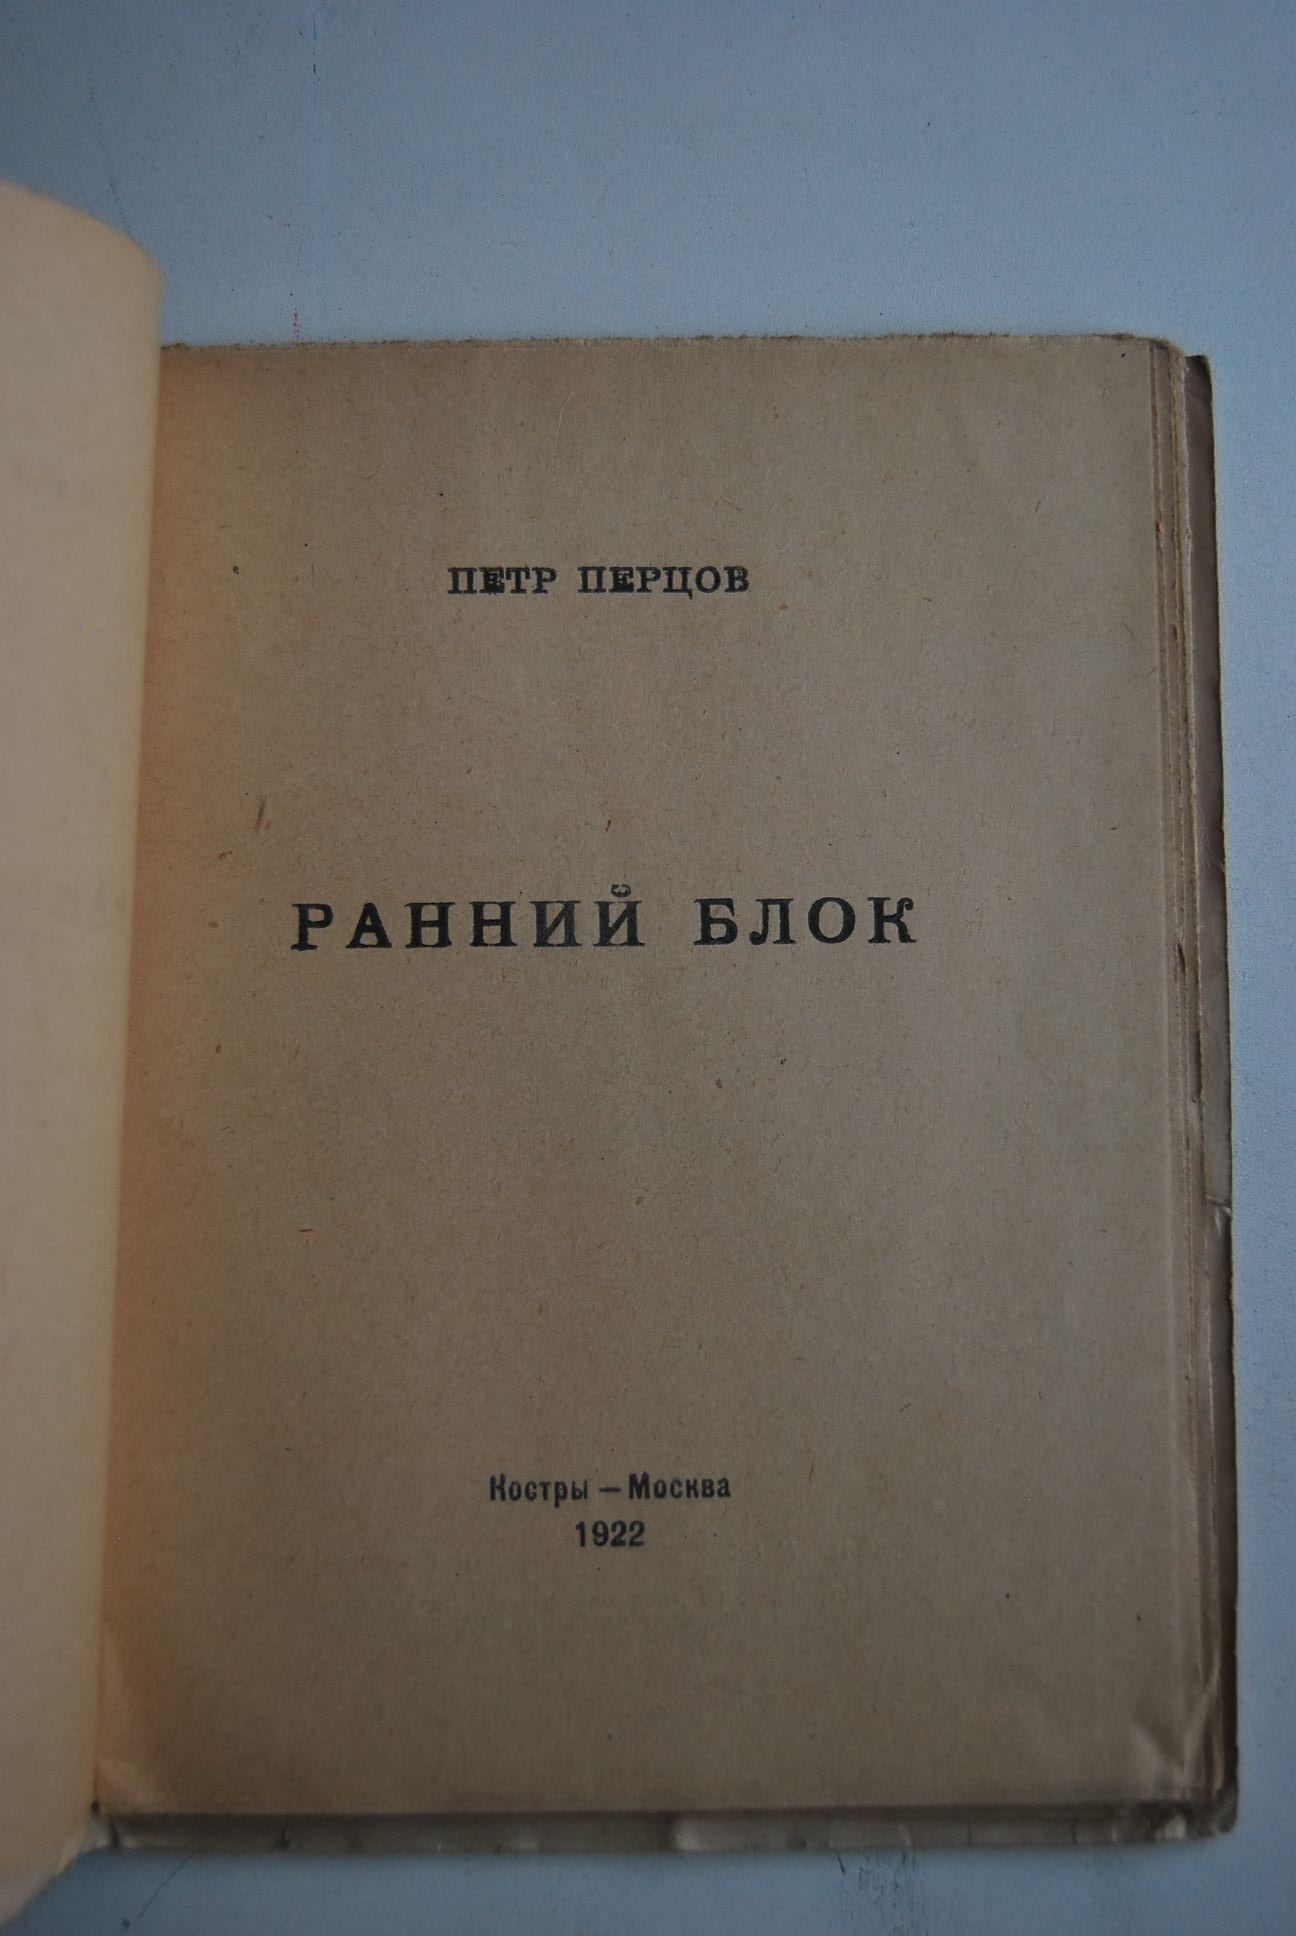 ПЕТР ПЕРЦОВ
РАННИЙ БЛОК
Костры — Москва
1922